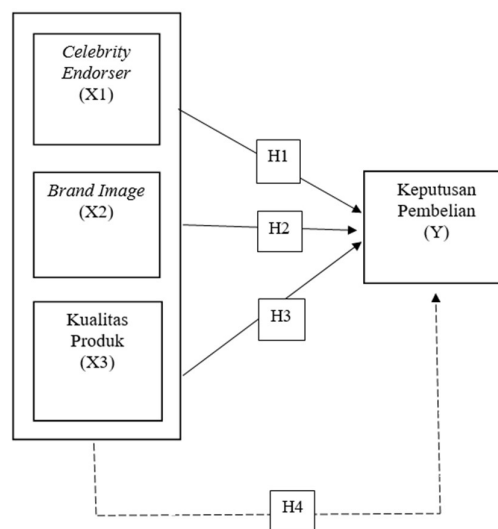 Celebrity
Endorser
(X1)
Brand Image
(X2)
Kualitas
Produk
(X3)
H1
H2
H3
Keputusan
Pembelian
(Y)
H4